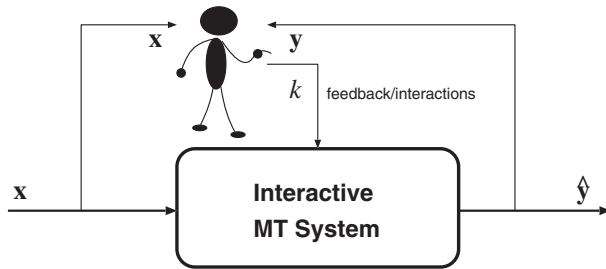 x y
k feedback/interactions
x Interactive ŷ
MT System